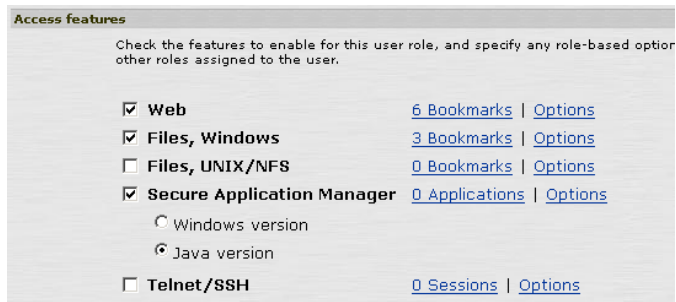 Access features
Check the features to enable for this user role, and specify any role-based option
other roles assigned to the user.
Web 6 Bookmarks | Options
Files, Windows 3 Bookmarks | Options
Files, UNIX/NFS 0 Bookmarks | Options
Secure Application Manager 0 Applications | Options
Windows version
Java version
Telnet/SSH 0 Sessions | Options